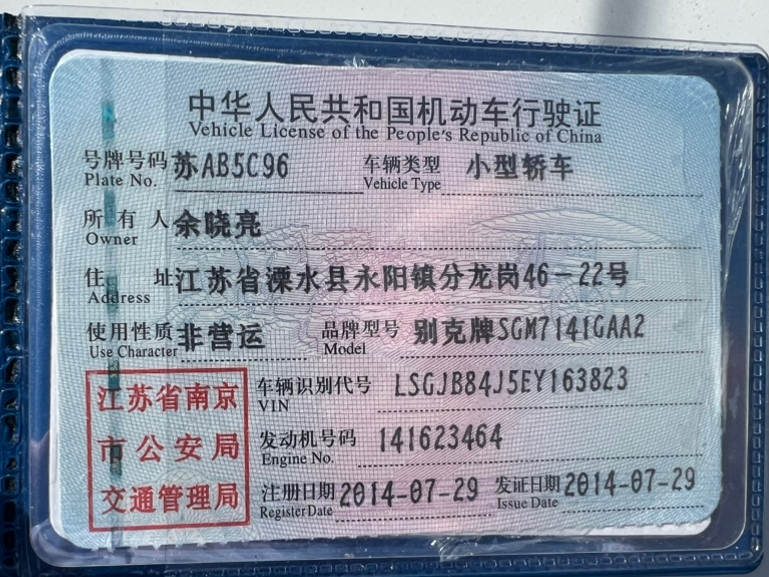 中华人民共和国机动车行驶证
Vehicle License of the People's Republic of China
号牌号码 苏AB5C96 车辆类型 小型轿车
Plate No. Vehicle Type
所有人 余晓亮
Owner
住址 江苏省溧水县永阳镇分龙岗46-22号
Address
使用性质 非营运 品牌型号 别克牌SGM7141GAA2
Use Character Model
江苏省南京
市公安局
交通管理局
车辆识别代号 LSGJB84J5EY163823
VIN
发动机号码 141623464
Engine No.
注册日期 2014-07-29 发证日期 2014-07-29
Register Date Issue Date